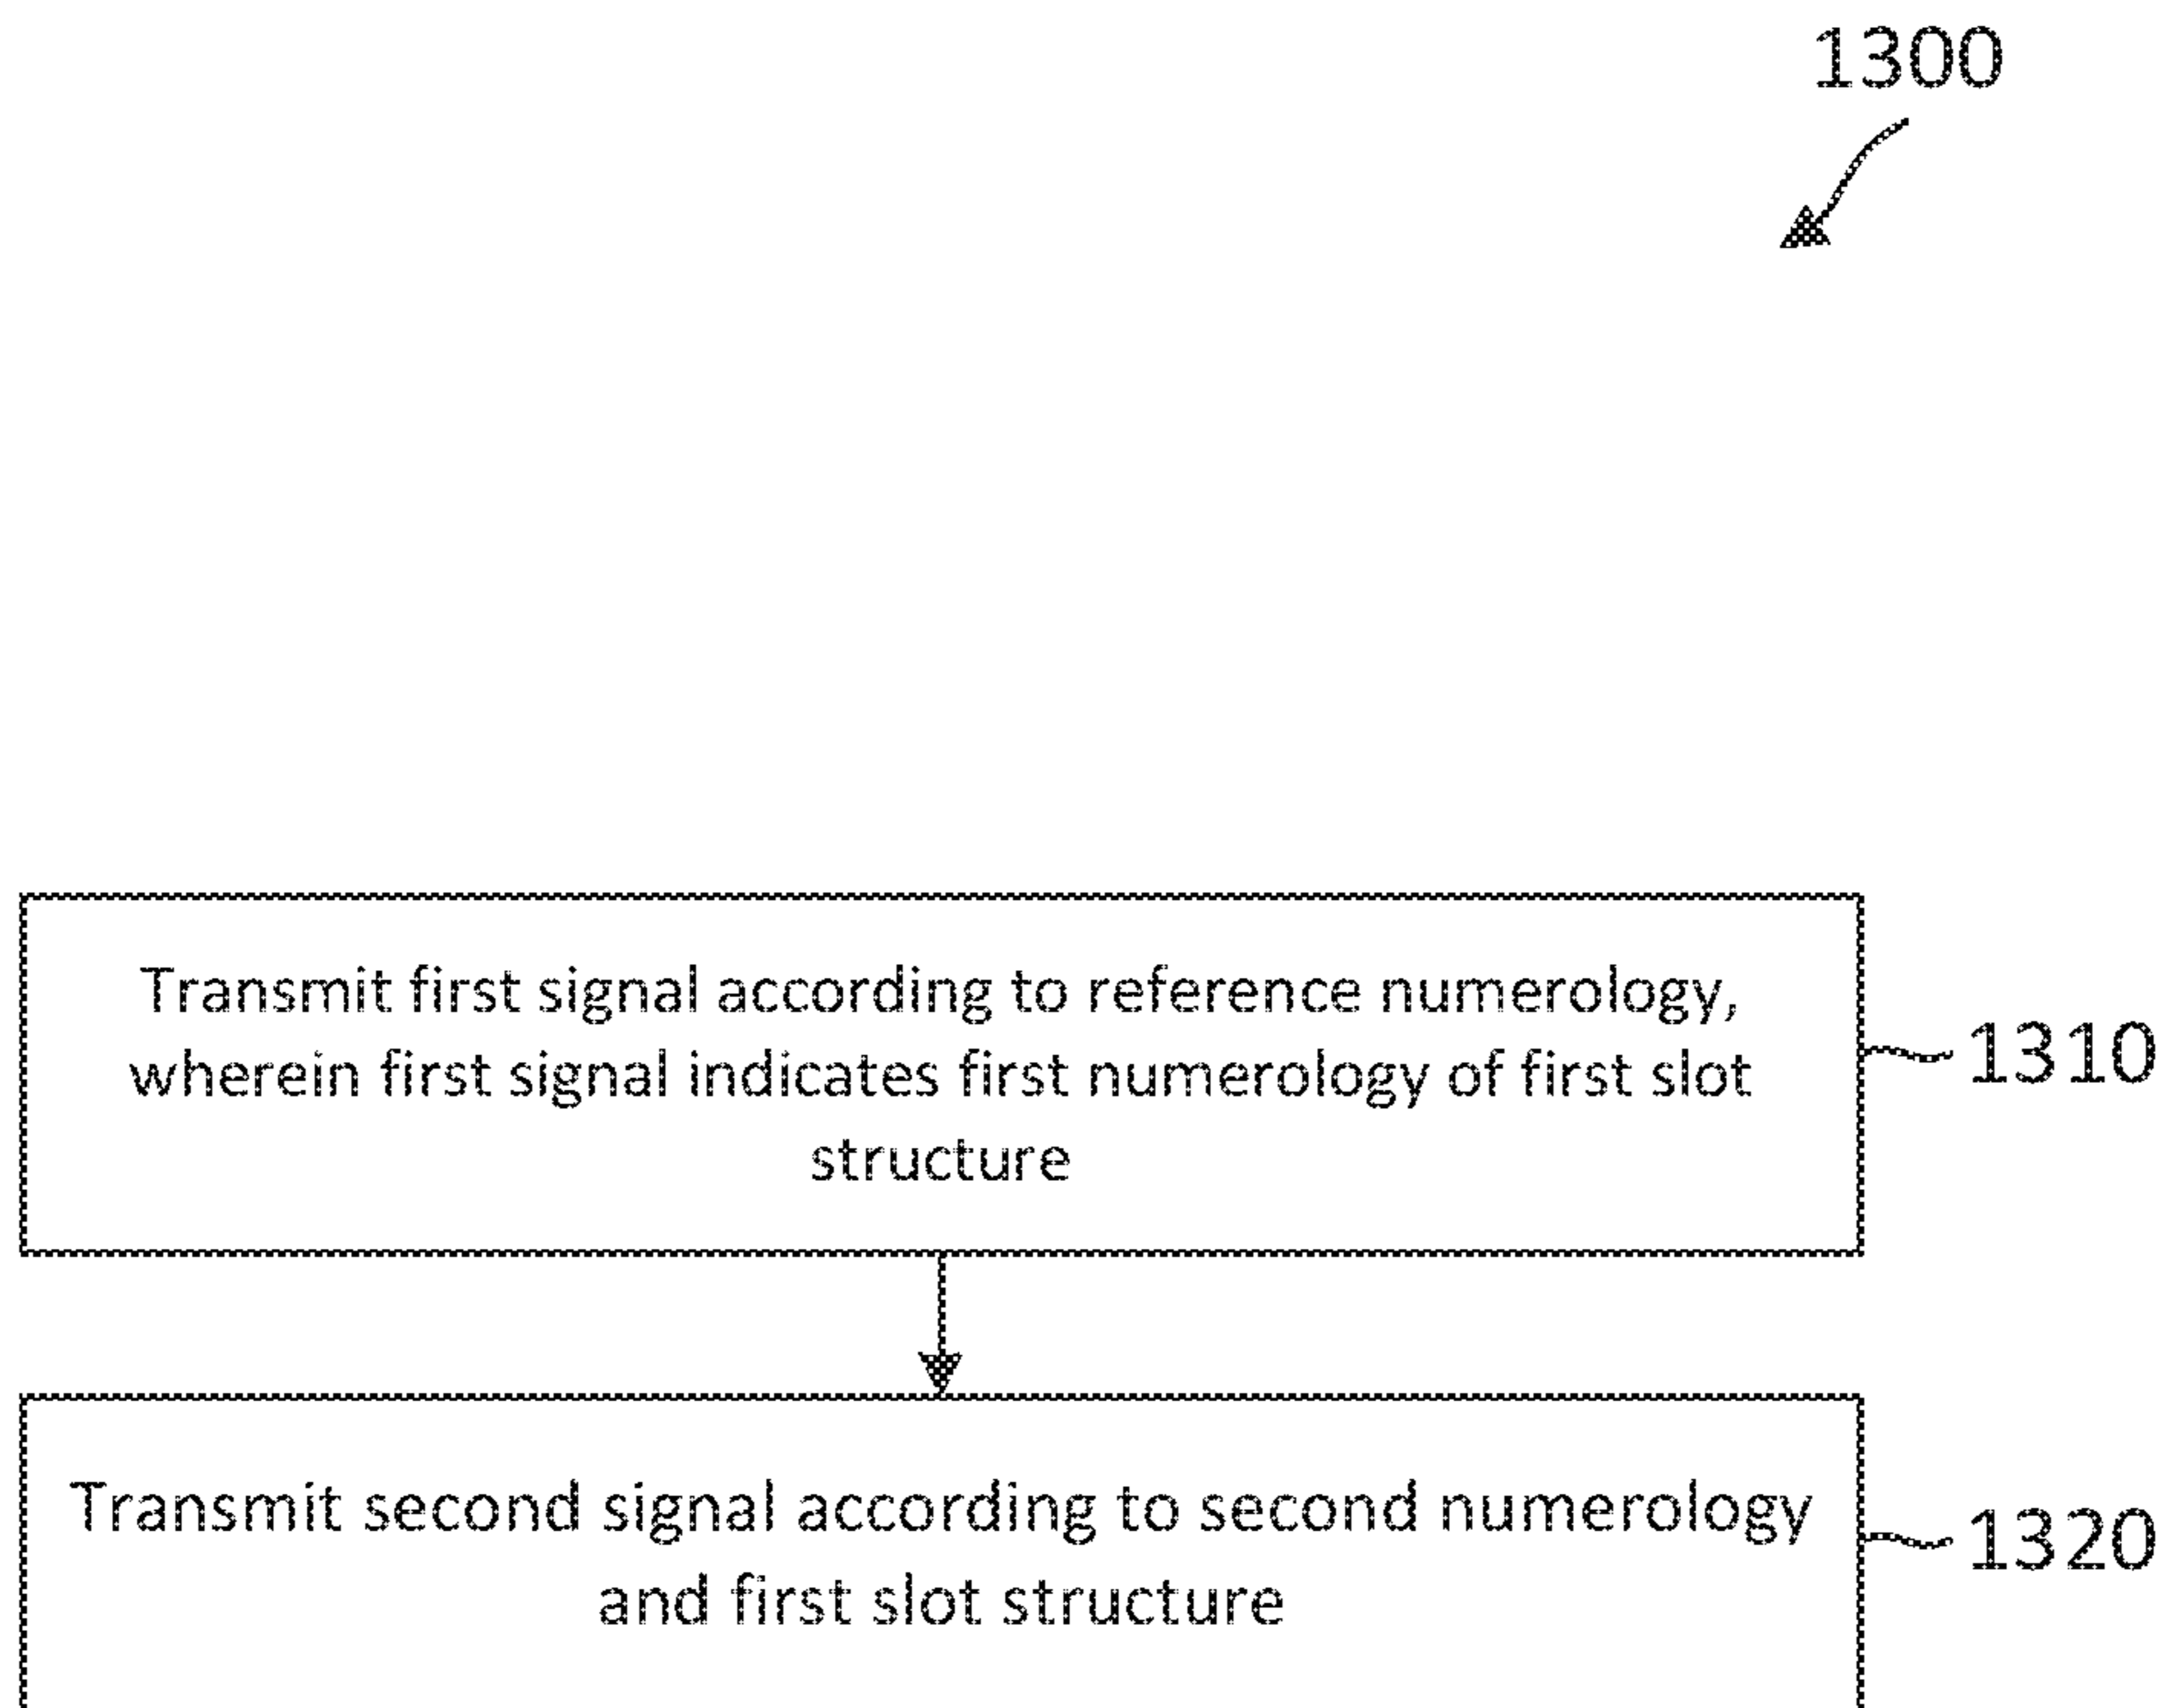 1300
Transmit first signal according to reference numerology,
wherein first signal indicates first numerology of first slot
structure
1310
Transmit second signal according to second numerology
and first slot structure
1320